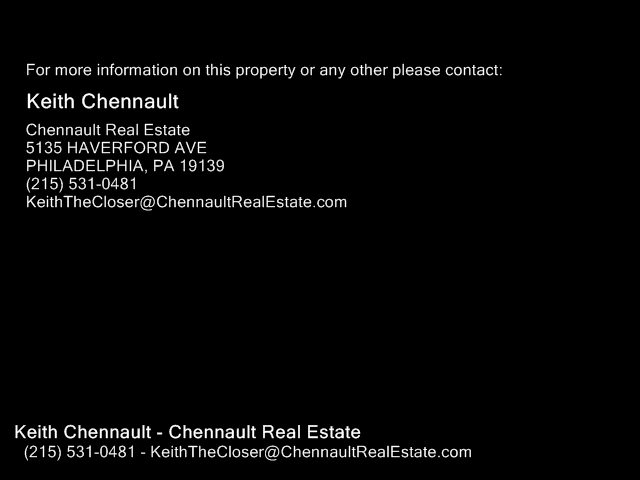 For more information on this property or any other please contact:
Keith Chennault
Chennault Real Estate
5135 HAVERFORD AVE
PHILADELPHIA, PA 19139
(215) 531-0481
KeithTheCloser@ChennaultRealEstate.com
Keith Chennault - Chennault Real Estate
(215) 531-0481 - KeithTheCloser@ChennaultRealEstate.com